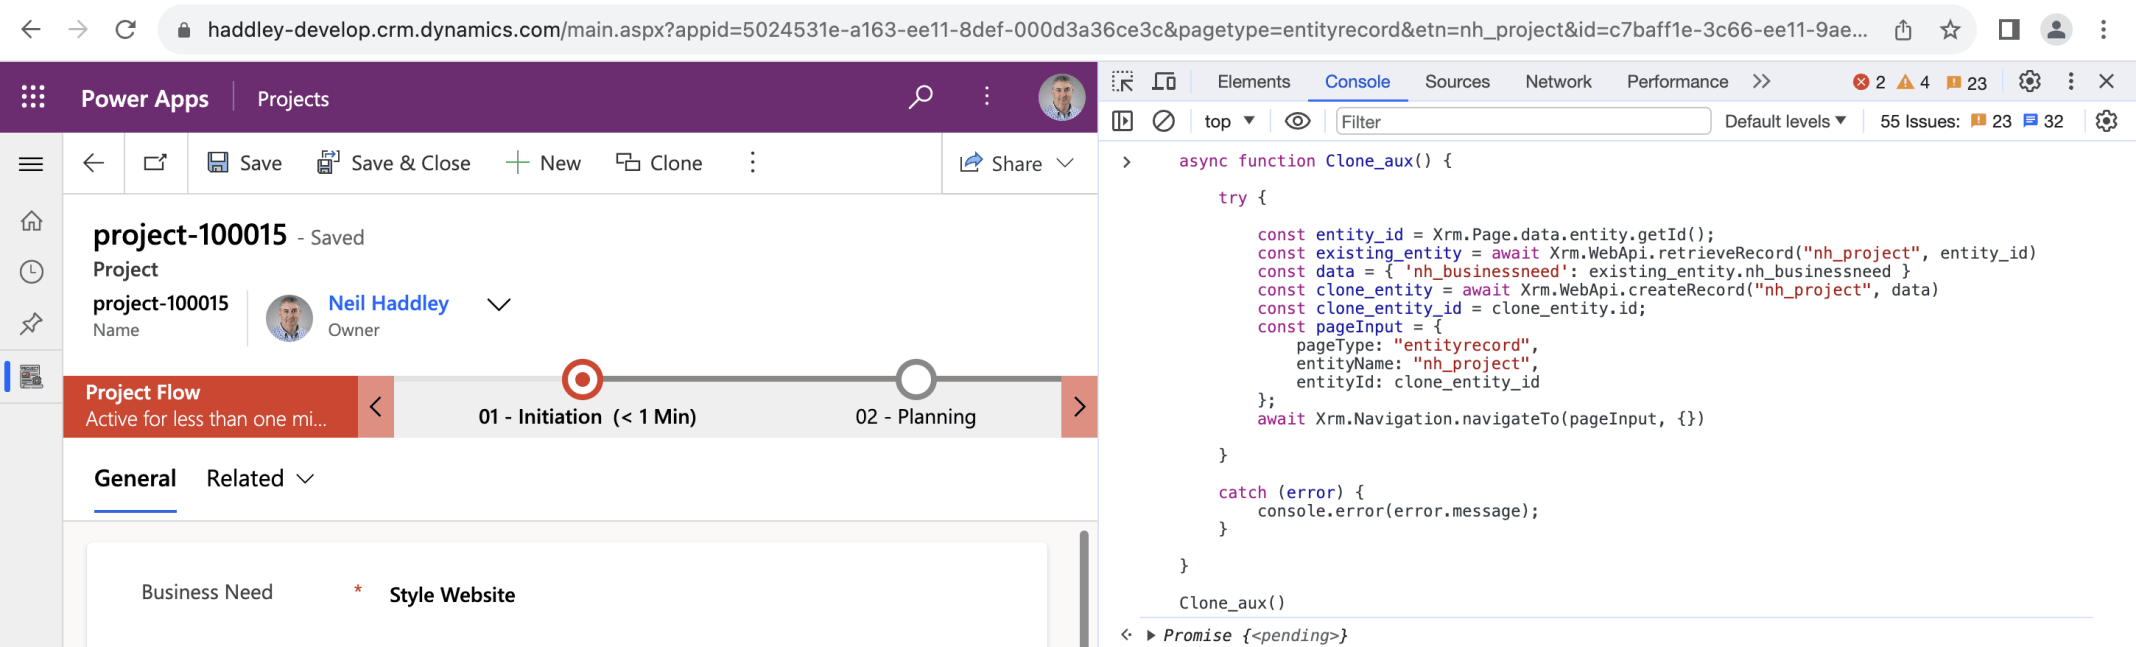 haddley-develop.crm.dynamics.com/main.aspx?appid=5024531e-a163-ee11-8def-000d3a36ce3c&pagetype=entityrecord&etn=nh_project&id=c7baff1e-3c66-ee11-9ae...
Power Apps Projects
Save Save & Close New Clone Share
project-100015 - Saved
Project
project-100015 Neil Haddley
Name Owner
Project Flow
Active for less than one mi...
01 - Initiation (< 1 Min) 02 - Planning
General Related
Business Need * Style Website
Elements Console Sources Network Performance 2 4 23
top Filter Default levels 55 Issues: 23 32
async function Clone_aux() {
try {
const entity_id = Xrm.Page.data.entity.getId();
const existing_entity = await Xrm.WebApi.retrieveRecord("nh_project", entity_id)
const data = { 'nh_businessneed': existing_entity.nh_businessneed }
const clone_entity = await Xrm.WebApi.createRecord("nh_project", data)
const clone_entity_id = clone_entity.id;
const pageInput = {
pageType: "entityrecord",
entityName: "nh_project",
entityId: clone_entity_id
};
await Xrm.Navigation.navigateTo(pageInput, {})
}
catch (error) {
console.error(error.message);
}
}
Clone_aux()
Promise {<pending>}